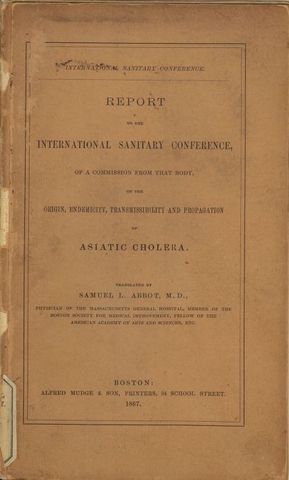 INTERNATIONAL SANITARY CONFERENCE.
REPORT
TO THE
INTERNATIONAL SANITARY CONFERENCE,
OF A COMMISSION FROM THAT BODY,
ON THE
ORIGIN, ENDEMICITY, TRANSMISSIBILITY AND PROPAGATION
OF
ASIATIC CHOLERA.
TRANSLATED BY
SAMUEL L. ABBOT, M.D.,
PHYSICIAN OF THE MASSACHUSETTS GENERAL HOSPITAL, MEMBER OF THE
BOSTON SOCIETY FOR MEDICAL IMPROVEMENT, FELLOW OF THE
AMERICAN ACADEMY OF ARTS AND SCIENCES, ETC.
BOSTON:
ALFRED MUDGE & SON, PRINTERS, 34 SCHOOL STREET.
1867.